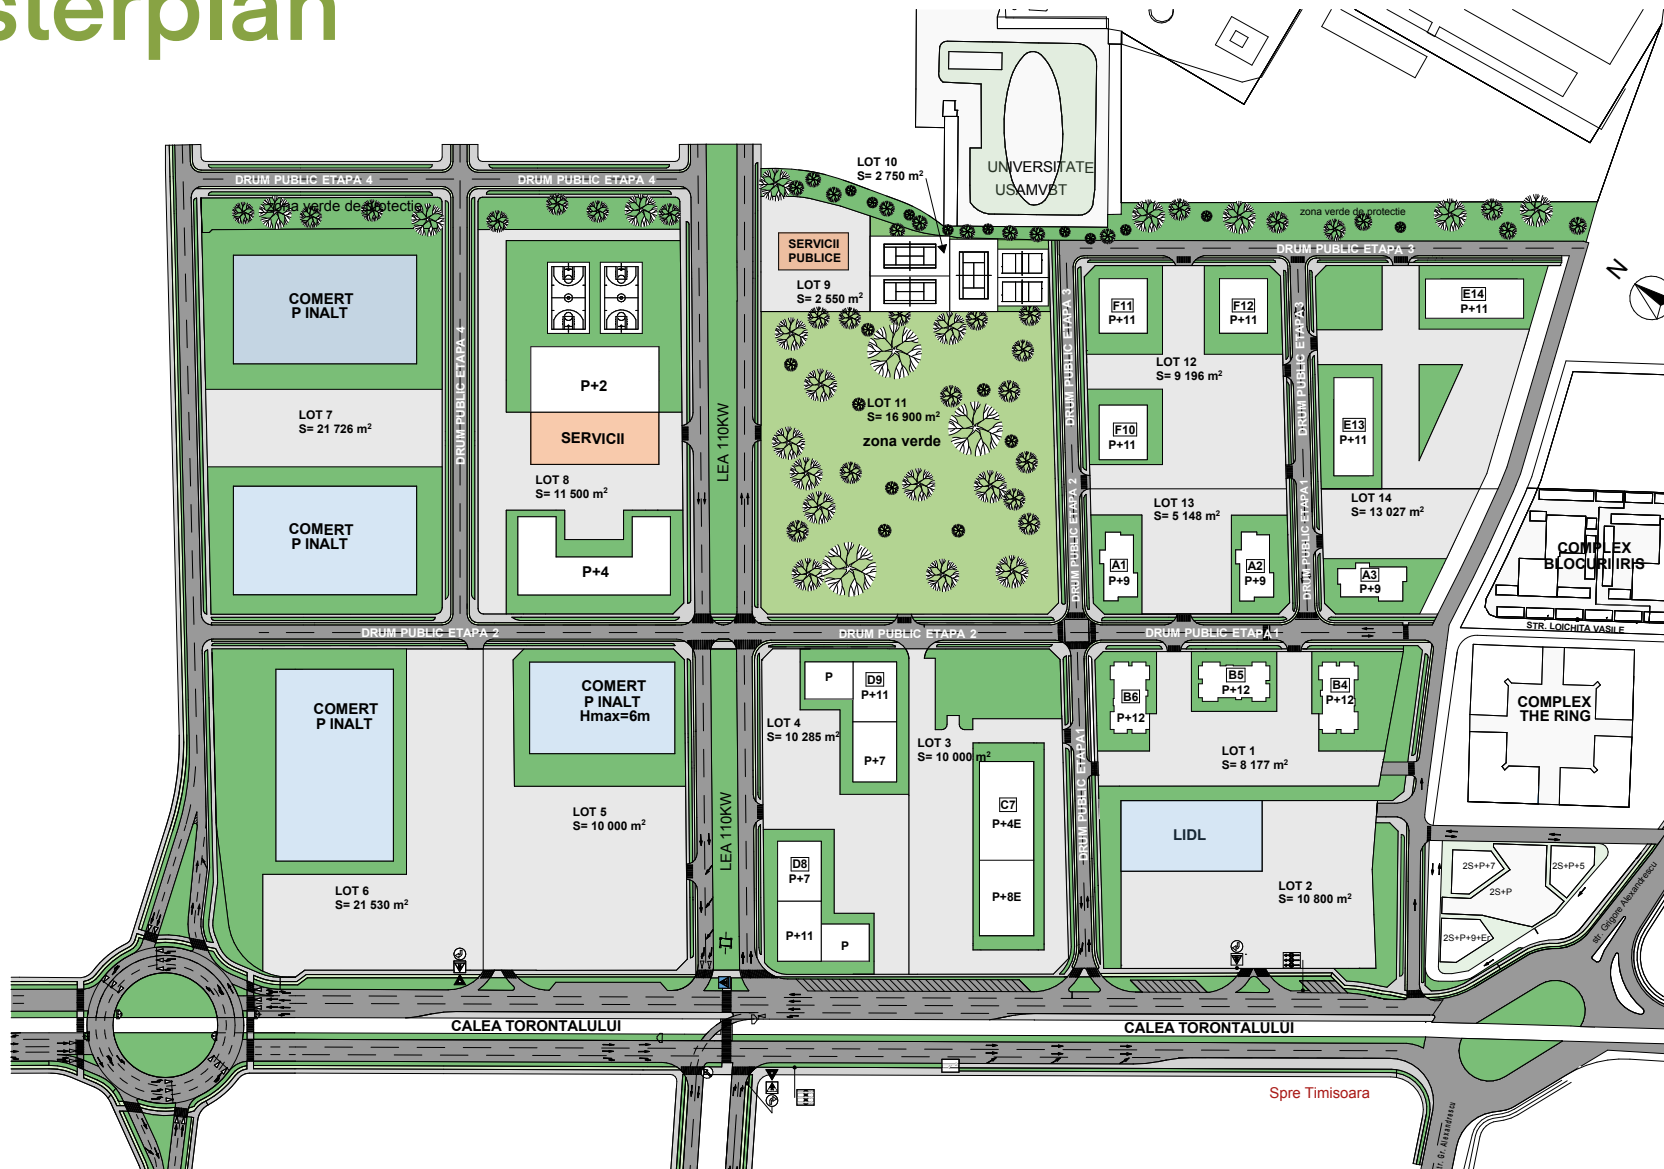 sterplan
LOT 10
S= 2 750 m²
UNIVERSITATE
USAMVBT
DRUM PUBLIC ETAPA 4
DRUM PUBLIC ETAPA 4
zona verde de protectie
zona verde de protectie
DRUM PUBLIC ETAPA 3
N
SERVICII
PUBLICE
LOT 9
S= 2 550 m²
COMERT
P INALT
F11
P+11
F12
P+11
E14
P+11
DRUM PUBLIC ETAPA 4
DRUM PUBLIC ETAPA 3
DRUM PUBLIC ETAPA 3
P+2
LOT 12
S= 9 196 m²
LOT 7
S= 21 726 m²
SERVICII
LEA 110KW
LOT 11
S= 16 900 m²
zona verde
F10
P+11
E13
P+11
LOT 8
S= 11 500 m²
LOT 13
S= 5 148 m²
LOT 14
S= 13 027 m²
COMERT
P INALT
DRUM PUBLIC ETAPA 2
DRUM PUBLIC ETAPA1
P+4
A1
P+9
A2
P+9
A3
P+9
COMPLEX
BLOCURI IRIS
STR. LOICHITA VASILE
DRUM PUBLIC ETAPA 2
DRUM PUBLIC ETAPA 2
DRUM PUBLIC ETAPA1
COMERT
P INALT
COMERT
P INALT
Hmax=6m
P
D9
P+11
P+7
LOT 4
S= 10 285 m²
LOT 3
S= 10 000 m²
B6
P+12
B5
P+12
B4
P+12
COMPLEX
THE RING
LOT 1
S= 8 177 m²
DRUM PUBLIC ETAPA1
LOT 5
S= 10 000 m²
LEA 110KW
C7
P+4E
P+8E
LIDL
D8
P+7
P+11
P
LOT 6
S= 21 530 m²
LOT 2
S= 10 800 m²
2S+P+7
2S+P+5
2S+P
2S+P+9+Er
str. Grigore Alexandrescu
CALEA TORONTALULUI
CALEA TORONTALULUI
Spre Timisoara
str. Gr. Alexandrescu